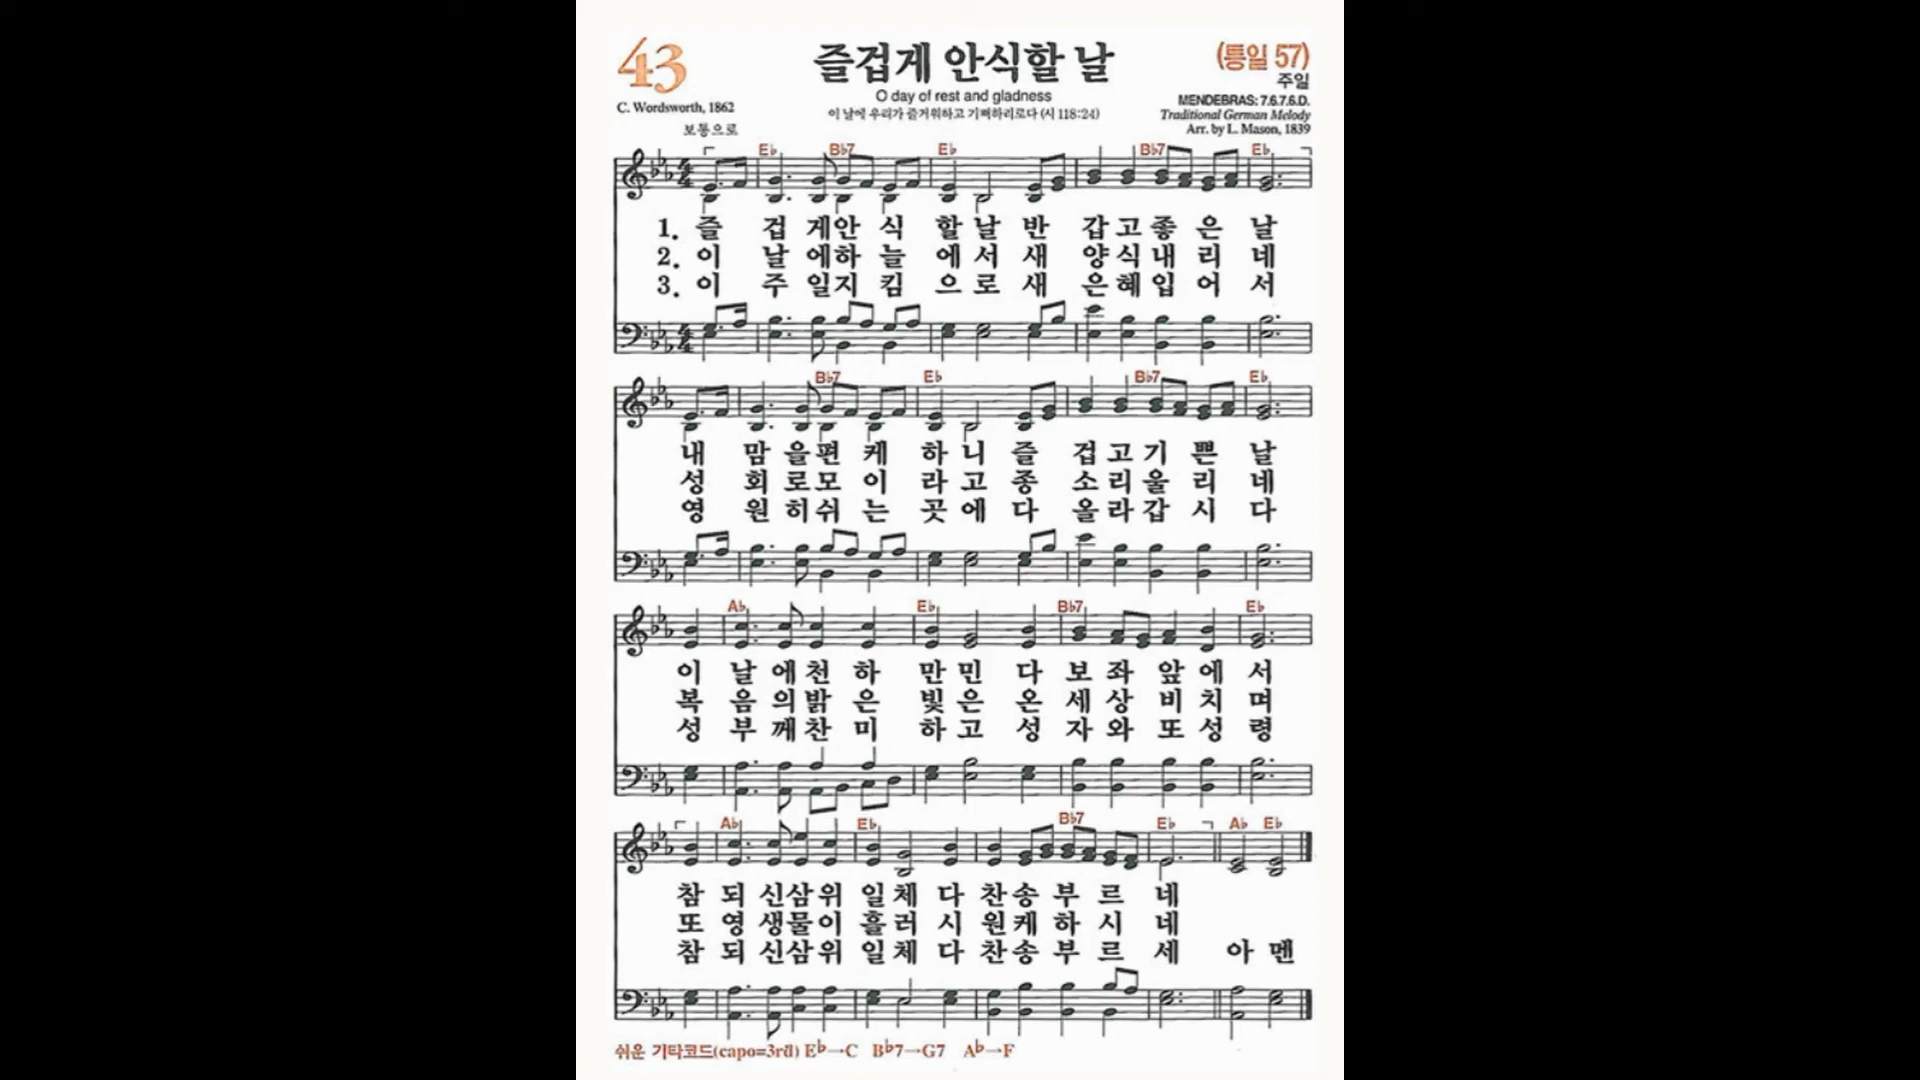 43
즐겁게 안식할 날
(통일 57)
주일
O day of rest and gladness
C. Wordsworth, 1862
MENDEBRAS: 7.6.7.6.D.
이 날에 우리가 즐거워하고 기뻐하리로다 (시 118:24)
Traditional German Melody
보통으로
Arr. by L. Mason, 1839
E♭ B♭7 E♭ B♭7 E♭
1. 즐 겁 게안 식 할 날 반 갑 고 좋 은 날
2. 이 날 에하 늘 에 서 새 양 식 내 리 네
3. 이 주 일지 킴 으 로 새 은 혜 입 어 서
B♭7 E♭ B♭7 E♭
내 맘 을편 케 하 니 즐 겁 고 기 쁜 날
성 회 로모 이 라 고 종 소 리 울 리 네
영 원 히쉬 는 곳 에 다 올 라 갑 시 다
A♭ E♭ B♭7 E♭
이 날 에천 하 만 민 다 보 좌 앞 에 서
복 음 의밝 은 빛 은 온 세 상 비 치 며
성 부 께찬 미 하 고 성 자 와 또 성 령
A♭ E♭ B♭7 E♭ A♭ E♭
참 되 신삼위 일 체 다 찬송 부 르 네
또 영 생물이 흘 러 시 원케 하 시 네
참 되 신삼위 일 체 다 찬송 부 르 세 아 멘
쉬운 기타코드(capo=3rd) E♭→C B♭7→G7 A♭→F